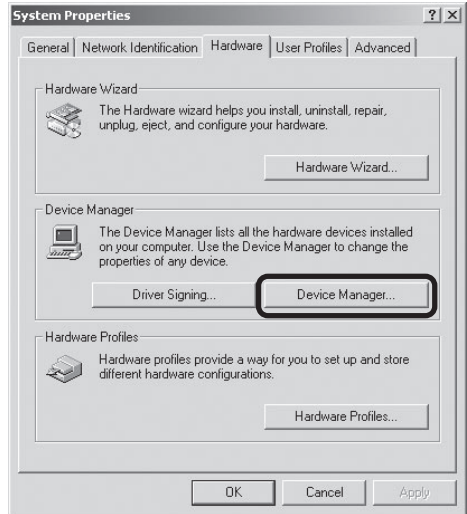 System Properties
General Network Identification Hardware User Profiles Advanced
Hardware Wizard
The Hardware wizard helps you install, uninstall, repair,
unplug, eject, and configure your hardware.
Hardware Wizard...
Device Manager
The Device Manager lists all the hardware devices installed
on your computer. Use the Device Manager to change the
properties of any device.
Driver Signing... Device Manager...
Hardware Profiles
Hardware profiles provide a way for you to set up and store
different hardware configurations.
Hardware Profiles...
OK Cancel Apply